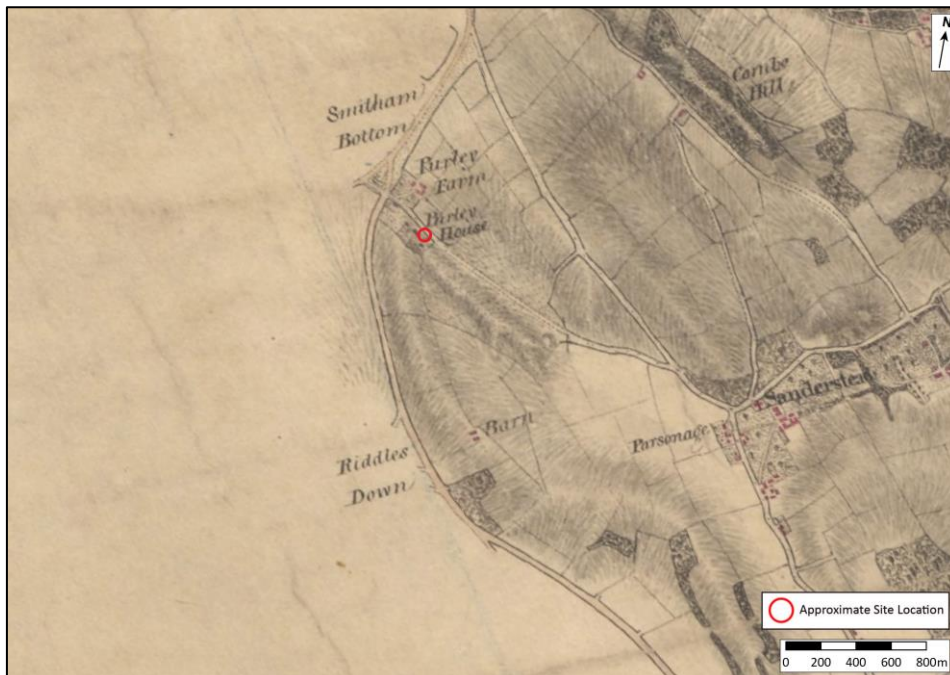 N
Combe
Hill
Smitham
Bottom
Purley
Farm
Purley
House
Sanderstead
Parsonage
Barn
Riddles
Down
Approximate Site Location
0 200 400 600 800m